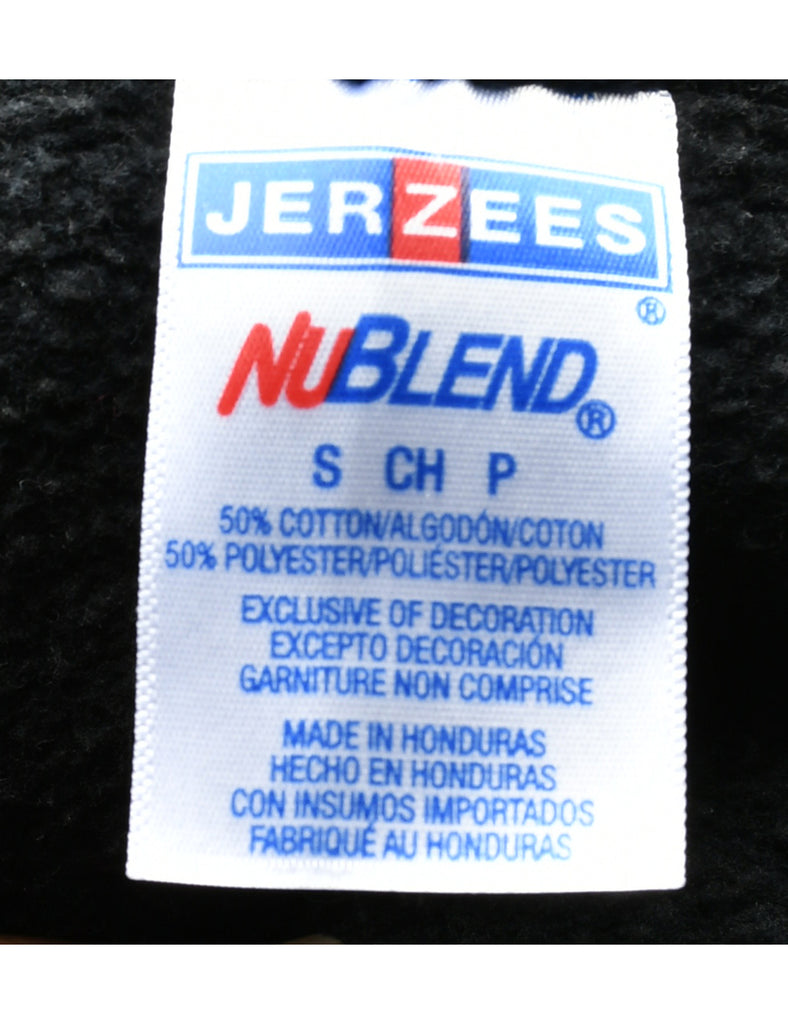 JERZEES
®
NUBLEND®
S CH P
50% COTTON/ALGODÓN/COTON
50% POLYESTER/POLIÉSTER/POLYESTER
EXCLUSIVE OF DECORATION
EXCEPTO DECORACIÓN
GARNITURE NON COMPRISE
MADE IN HONDURAS
HECHO EN HONDURAS
CON INSUMOS IMPORTADOS
FABRIQUÉ AU HONDURAS